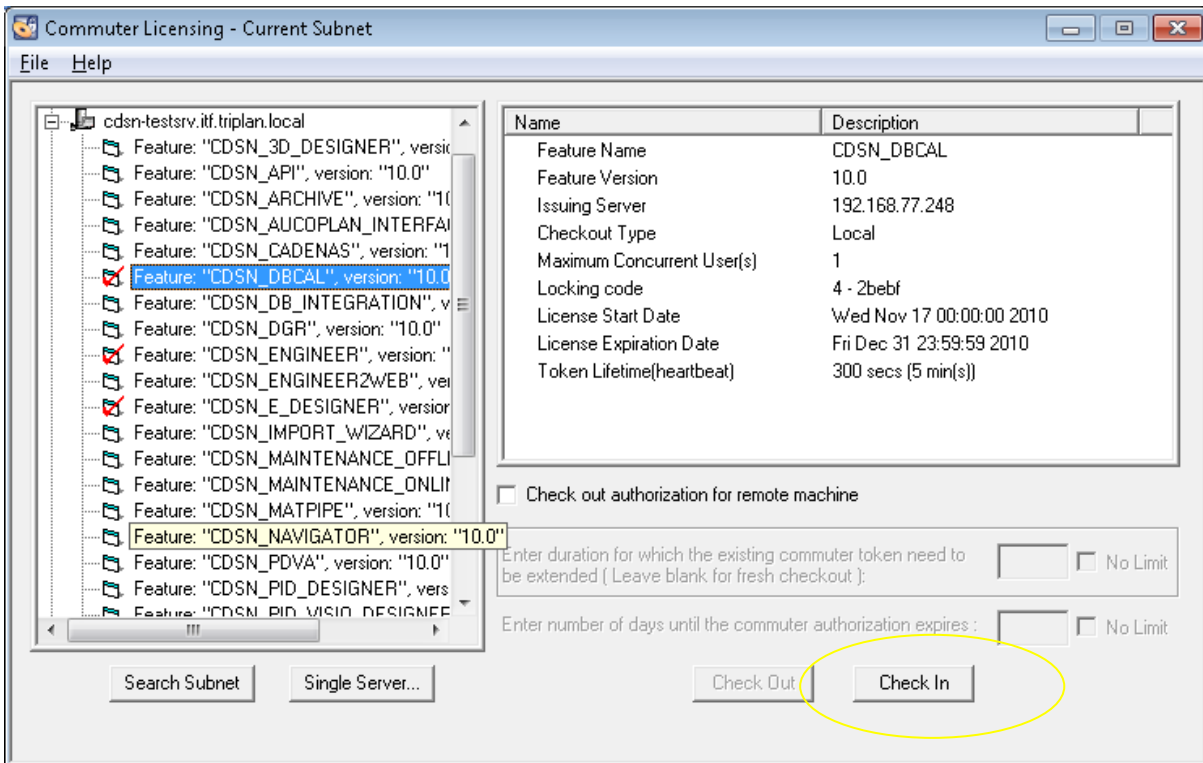 Commuter Licensing - Current Subnet
File Help
cdsn-testsrv.itf.triplan.local
Feature: "CDSN_3D_DESIGNER", versic
Feature: "CDSN_API", version: "10.0"
Feature: "CDSN_ARCHIVE", version: "1(
Feature: "CDSN_AUCOPLAN_INTERFAI
Feature: "CDSN_CADENAS", version: "1
Feature: "CDSN_DBCAL", version: "10.0
Feature: "CDSN_DB_INTEGRATION", v
Feature: "CDSN_DGR", version: "10.0"
Feature: "CDSN_ENGINEER", version: "
Feature: "CDSN_ENGINEER2WEB", ver
Feature: "CDSN_E_DESIGNER", version
Feature: "CDSN_IMPORT_WIZARD", ve
Feature: "CDSN_MAINTENANCE_OFFLI
Feature: "CDSN_MAINTENANCE_ONLIN
Feature: "CDSN_MATPIPE", version: "1(
Feature: "CDSN_NAVIGATOR", version: "10.0"
Feature: "CDSN_PDVA", version: "10.0"
Feature: "CDSN_PID_DESIGNER", vers
Feature: "CDSN_PID_VISIO_DESIGNEF
Search Subnet Single Server...
Name Description
Feature Name CDSN_DBCAL
Feature Version 10.0
Issuing Server 192.168.77.248
Checkout Type Local
Maximum Concurrent User(s) 1
Locking code 4 - 2bebf
License Start Date Wed Nov 17 00:00:00 2010
License Expiration Date Fri Dec 31 23:59:59 2010
Token Lifetime(heartbeat) 300 secs (5 min(s))
Check out authorization for remote machine
Enter duration for which the existing commuter token need to
be extended ( Leave blank for fresh checkout ): No Limit
Enter number of days until the commuter authorization expires : No Limit
Check Out Check In